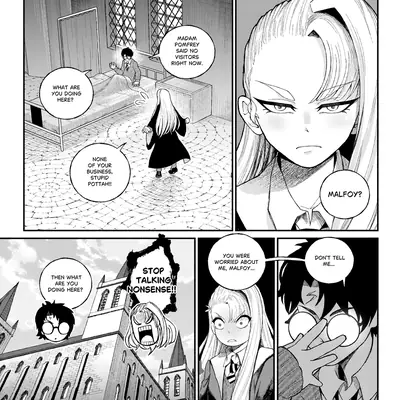 MALFOY?
MADAM
POMFREY
SAID NO
VISITORS
RIGHT NOW.
WHAT ARE
YOU DOING
HERE?
NONE
OF YOUR
BUSINESS,
STUPID
POTTAH!!
DON'T
TELL
ME...
YOU WERE
WORRIED
ABOUT ME,
MALFOY...
STOP
TALKING
NONSENSE!!
THEN WHAT
ARE YOU
DOING
HERE?